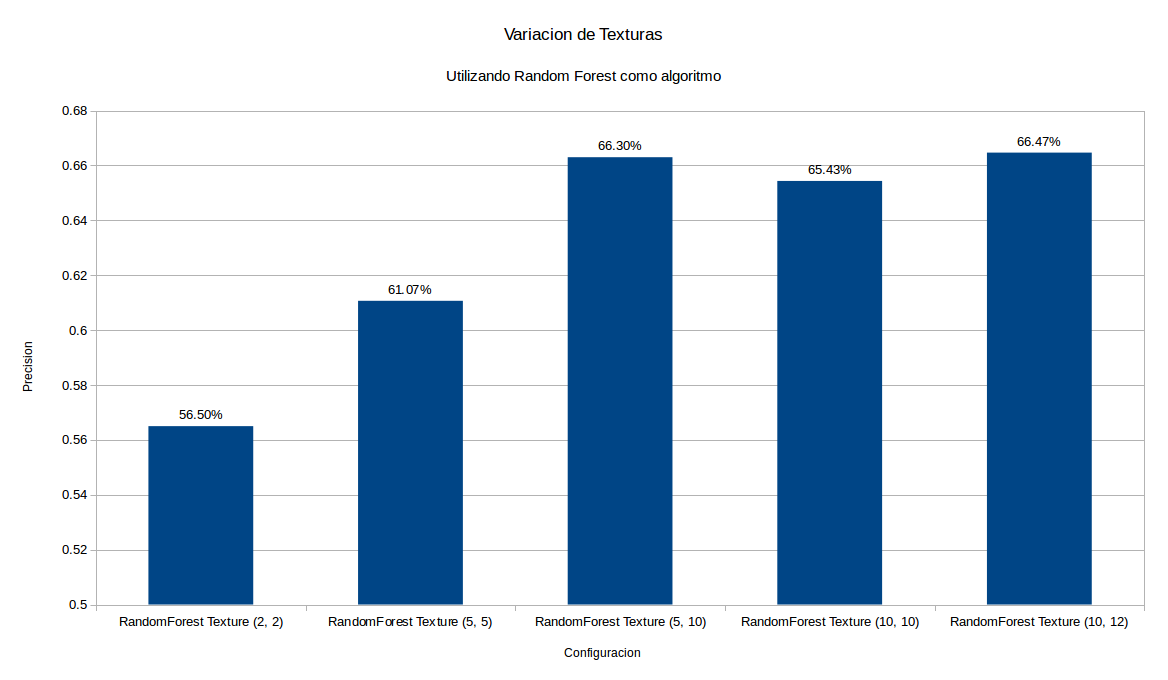 Variacion de Texturas
Utilizando Random Forest como algoritmo
0.68
0.66
0.64
0.62
0.6
0.58
0.56
0.54
0.52
0.5
Precision
56.50%
61.07%
66.30%
65.43%
66.47%
RandomForest Texture (2, 2)
RandomForest Texture (5, 5)
RandomForest Texture (5, 10)
RandomForest Texture (10, 10)
RandomForest Texture (10, 12)
Configuracion